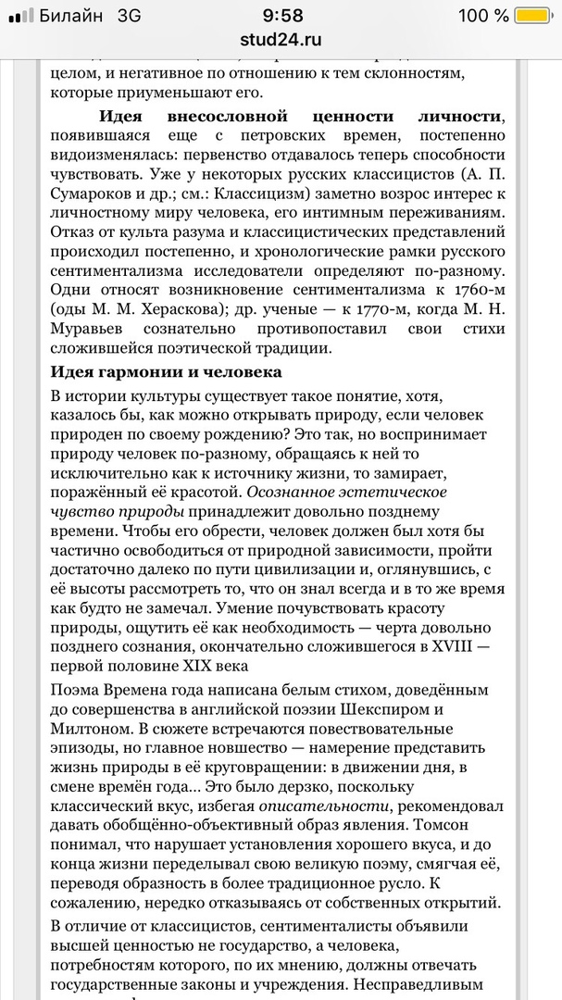 Билайн 3G 9:58 100 %
stud24.ru
целом, и негативное по отношению к тем склонностям,
которые приуменьшают его.
Идея внесословной ценности личности,
появившаяся еще с петровских времен, постепенно
видоизменялась: первенство отдавалось теперь способности
чувствовать. Уже у некоторых русских классицистов (А. П.
Сумароков и др.; см.: Классицизм) заметно возрос интерес к
личностному миру человека, его интимным переживаниям.
Отказ от культа разума и классицистических представлений
происходил постепенно, и хронологические рамки русского
сентиментализма исследователи определяют по-разному.
Одни относят возникновение сентиментализма к 1760-м
(оды М. М. Хераскова); др. ученые — к 1770-м, когда М. Н.
Муравьев сознательно противопоставил свои стихи
сложившейся поэтической традиции.
Идея гармонии и человека
В истории культуры существует такое понятие, хотя,
казалось бы, как можно открывать природу, если человек
природен по своему рождению? Это так, но воспринимает
природу человек по-разному, обращаясь к ней то
исключительно как к источнику жизни, то замирает,
поражённый её красотой. Осознанное эстетическое
чувство природы принадлежит довольно позднему
времени. Чтобы его обрести, человек должен был хотя бы
частично освободиться от природной зависимости, пройти
достаточно далеко по пути цивилизации и, оглянувшись, с
её высоты рассмотреть то, что он знал всегда и в то же время
как будто не замечал. Умение почувствовать красоту
природы, ощутить её как необходимость — черта довольно
позднего сознания, окончательно сложившегося в XVIII —
первой половине XIX века
Поэма Времена года написана белым стихом, доведённым
до совершенства в английской поэзии Шекспиром и
Милтоном. В сюжете встречаются повествовательные
эпизоды, но главное новшество — намерение представить
жизнь природы в её круговращении: в движении дня, в
смене времён года... Это было дерзко, поскольку
классический вкус, избегая описательности, рекомендовал
давать обобщённо-объективный образ явления. Томсон
понимал, что нарушает установления хорошего вкуса, и до
конца жизни переделывал свою великую поэму, смягчая её,
переводя образность в более традиционное русло. К
сожалению, нередко отказываясь от собственных открытий.
В отличие от классицистов, сентименталисты объявили
высшей ценностью не государство, а человека,
потребностям которого, по их мнению, должны отвечать
государственные законы и учреждения. Несправедливым